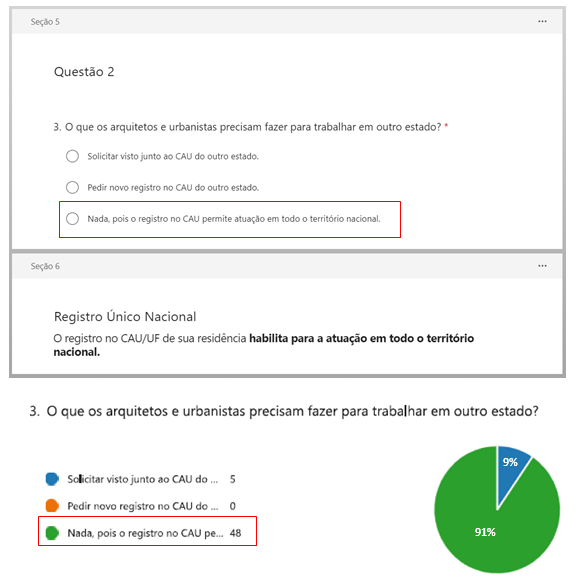 Seção 5
...
Questão 2
3. O que os arquitetos e urbanistas precisam fazer para trabalhar em outro estado? *
Solicitar visto junto ao CAU do outro estado.
Pedir novo registro no CAU do outro estado.
Nada, pois o registro no CAU permite atuação em todo o território nacional.
Seção 6
...
Registro Único Nacional
O registro no CAU/UF de sua residência habilita para a atuação em todo o território
nacional.
3. O que os arquitetos e urbanistas precisam fazer para trabalhar em outro estado?
Solicitar visto junto ao CAU do ... 5
Pedir novo registro no CAU do ... 0
Nada, pois o registro no CAU pe... 48
9%
91%